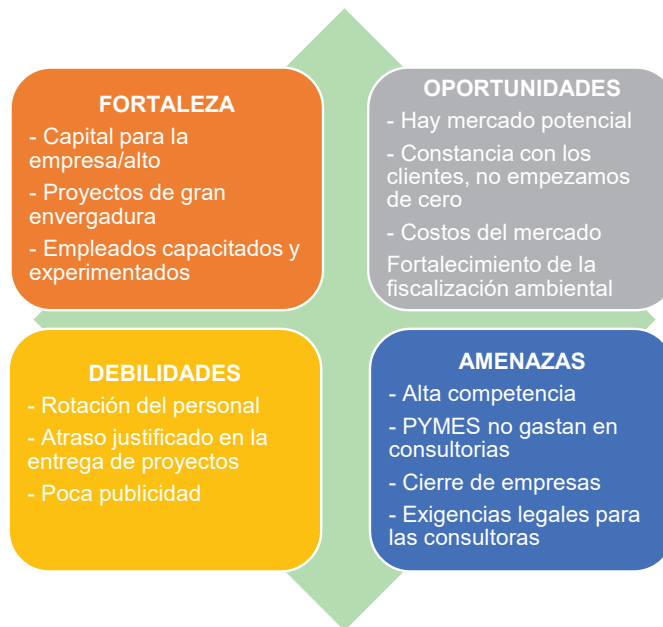 FORTALEZA
- Capital para la
empresa/alto
- Proyectos de gran
envergadura
- Empleados capacitados y
experimentados
OPORTUNIDADES
- Hay mercado potencial
- Constancia con los
clientes, no empezamos
de cero
- Costos del mercado
Fortalecimiento de la
fiscalización ambiental
DEBILIDADES
- Rotación del personal
- Atraso justificado en la
entrega de proyectos
- Poca publicidad
AMENAZAS
- Alta competencia
- PYMES no gastan en
consultorias
- Cierre de empresas
- Exigencias legales para
las consultoras